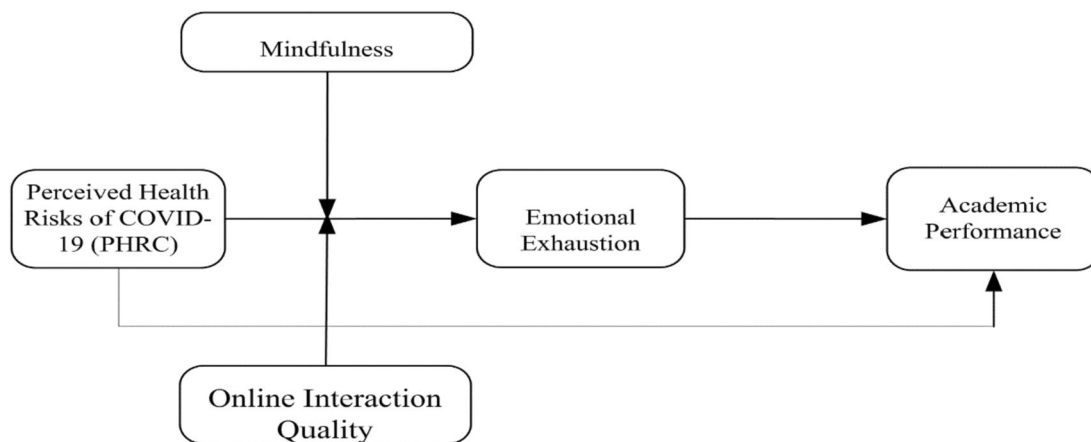 Mindfulness
Perceived Health
Risks of COVID-
19 (PHRC)
Emotional
Exhaustion
Academic
Performance
Online Interaction
Quality